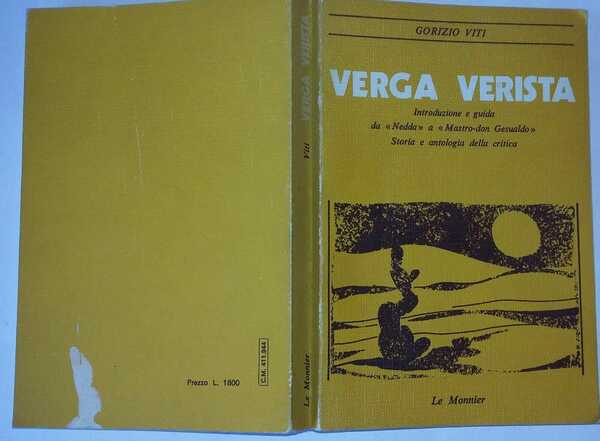 GORIZIO VITI
VERGA VERISTA
Introduzione e guida
da «Nedda» a «Mastro-don Gesualdo»
Storia e antologia della critica
Le Monnier
VERGA VERISTA
Viti
Le Monnier
Prezzo L. 1800
C.M. 411.944